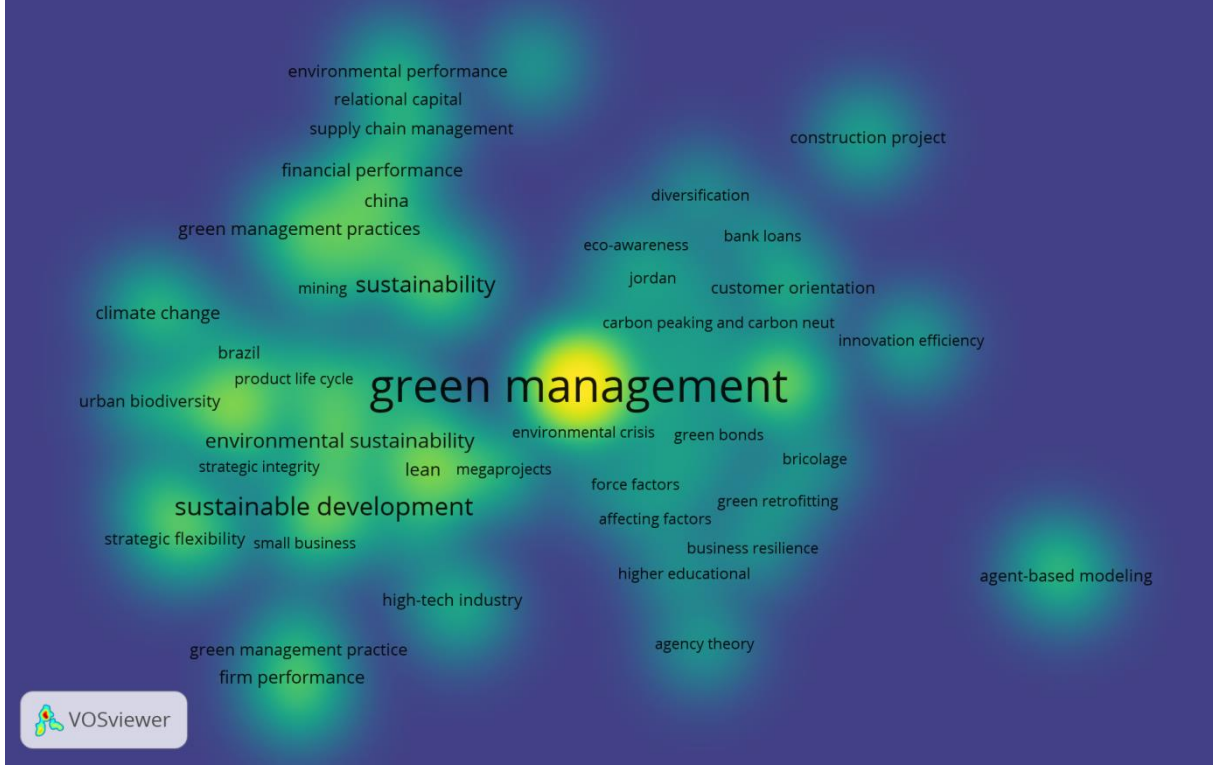 environmental performance
relational capital
supply chain management
construction project
financial performance
diversification
china
green management practices
bank loans
eco-awareness
jordan
mining
sustainability
customer orientation
climate change
carbon peaking and carbon neut
innovation efficiency
brazil
product life cycle
green management
urban biodiversity
environmental crisis
green bonds
environmental sustainability
bricolage
strategic integrity
lean
megaprojects
force factors
green retrofitting
sustainable development
affecting factors
strategic flexibility
small business
business resilience
higher educational
agent-based modeling
high-tech industry
agency theory
green management practice
firm performance
VOSviewer